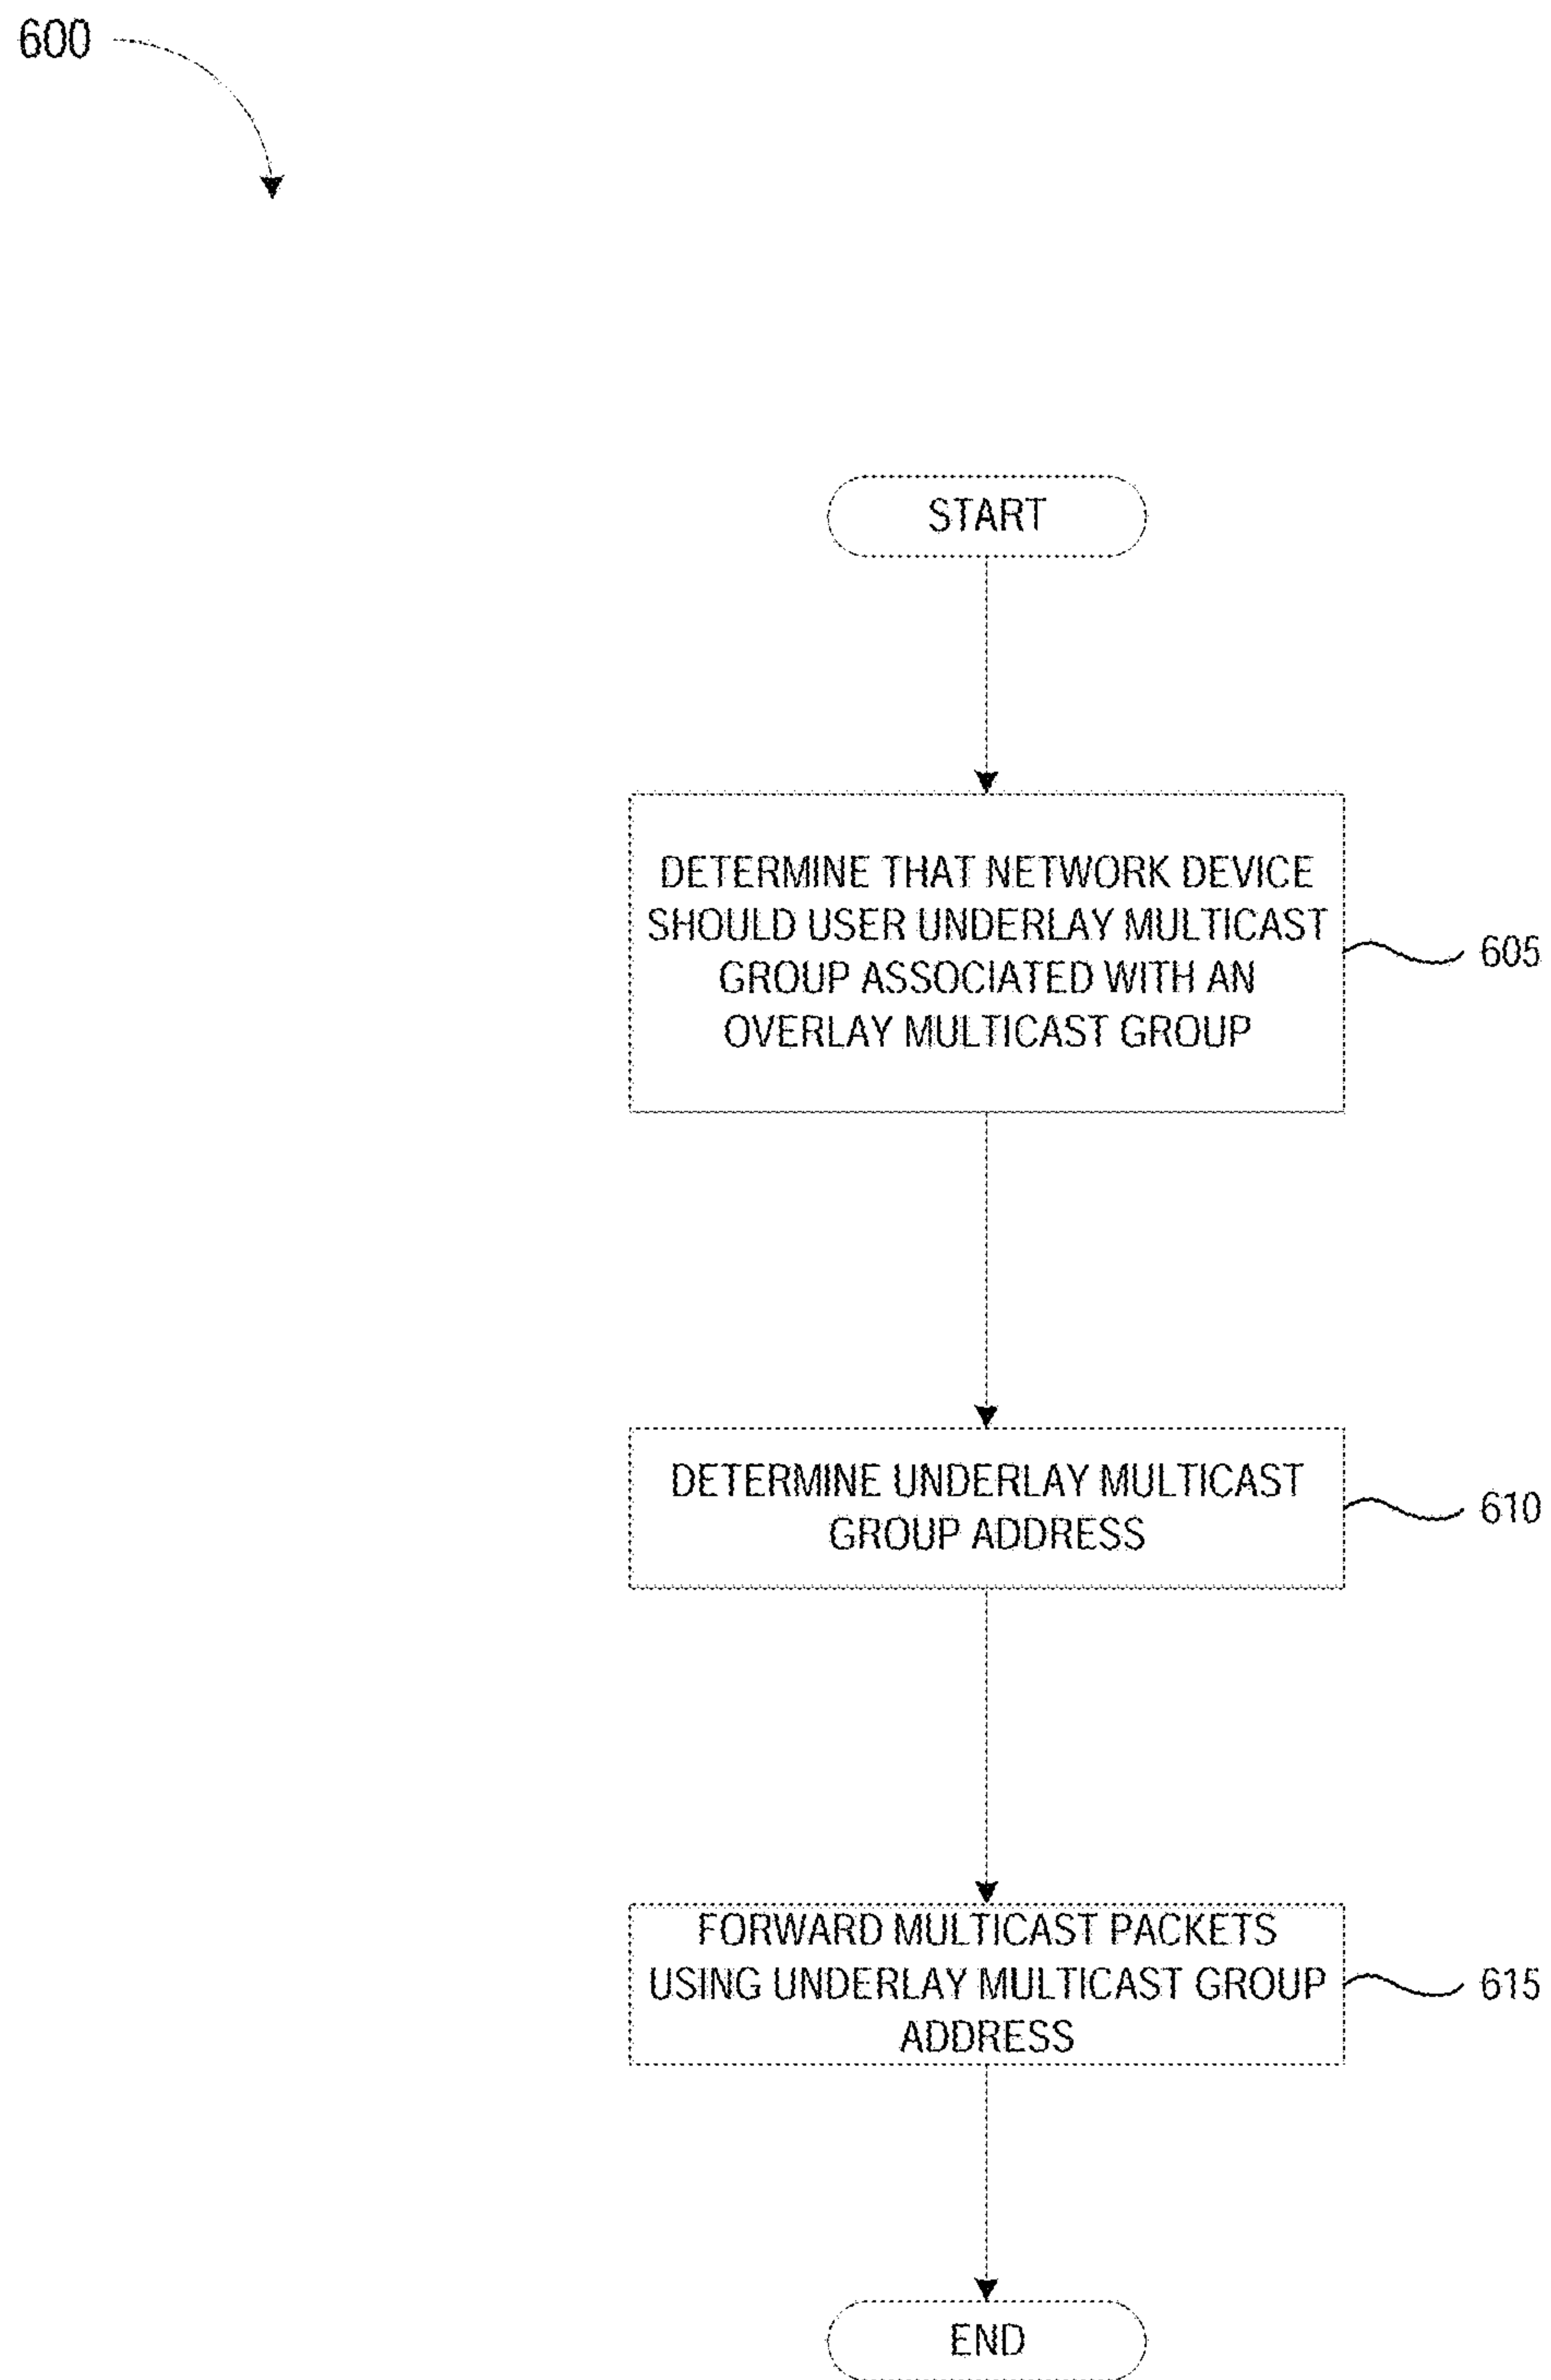 600
START
DETERMINE THAT NETWORK DEVICE
SHOULD USER UNDERLAY MULTICAST
GROUP ASSOCIATED WITH AN
OVERLAY MULTICAST GROUP
605
DETERMINE UNDERLAY MULTICAST
GROUP ADDRESS
610
FORWARD MULTICAST PACKETS
USING UNDERLAY MULTICAST GROUP
ADDRESS
615
END